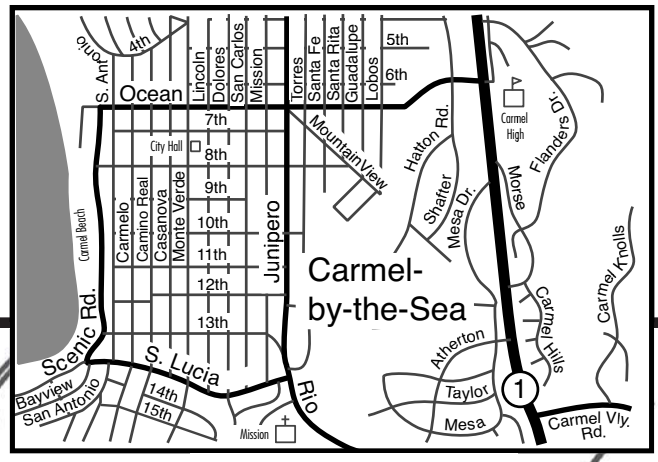 S. Antonio
4th
Lincoln
Dolores
San Carlos
Mission
Torres
Santa Fe
Santa Rita
Guadalupe
Lobos
5th
6th
Ocean
7th
City Hall
8th
Mountain View
Hatton Rd.
Carmel
High
Flanders Dr.
Carmel Beach
Carmelo
Camino Real
Casanova
Monte Verde
9th
10th
11th
12th
13th
Junipero
Shafter
Mesa Dr.
Morse
Carmel-
by-the-Sea
Carmel Knolls
Carmel Hills
Scenic Rd.
S. Lucia
Rio
Atherton
Taylor
Mesa
1
Bayview
San Antonio
14th
15th
Mission
Carmel Vly.
Rd.